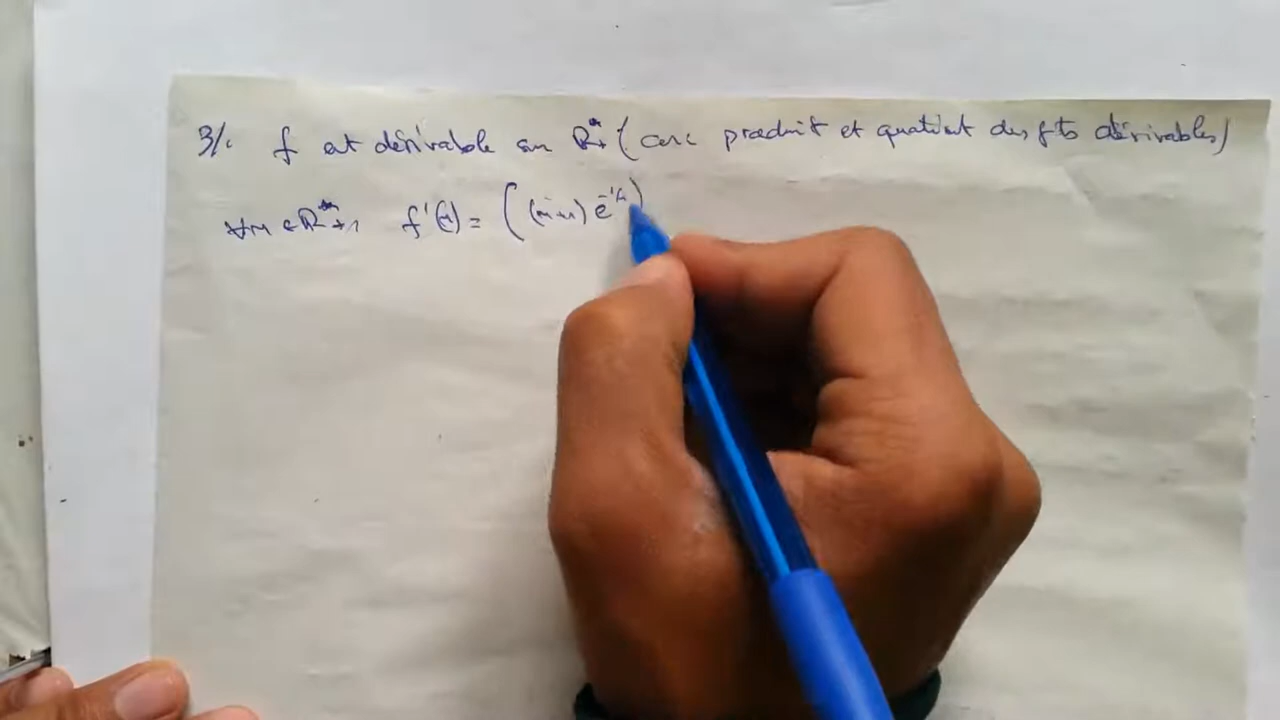 3/. f est dérivable sur ℝ*₊ (car produit et quotient des fcts dérivables)
∀x ∈ ℝ*₊, f'(x) = ((x+1) e^(-1/x))